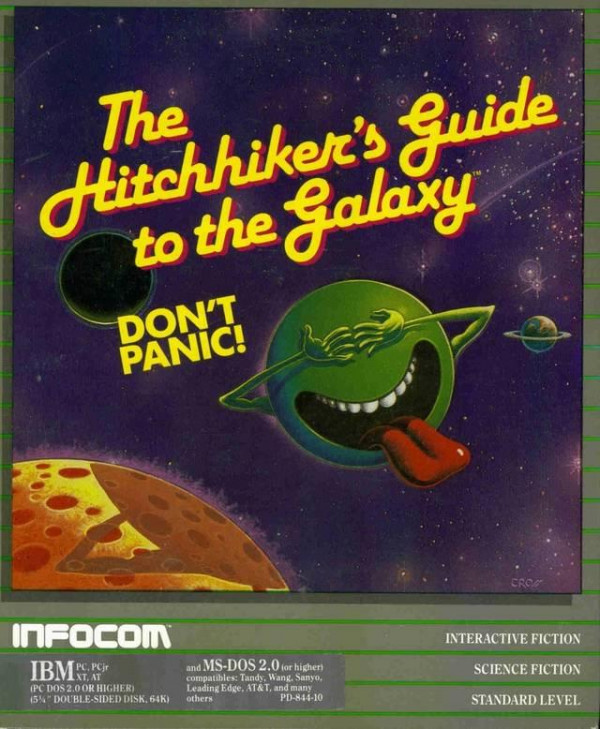 The
Hitchhiker's Guide
to the Galaxy™
DON'T
PANIC!
INFOCOM™
INTERACTIVE FICTION
SCIENCE FICTION
STANDARD LEVEL
IBM PC, PCjr
XT, AT
(PC DOS 2.0 OR HIGHER)
(5¼" DOUBLE-SIDED DISK, 64K)
and MS-DOS 2.0 (or higher)
compatibles: Tandy, Wang, Sanyo,
Leading Edge, AT&T, and many
others PD-844-10